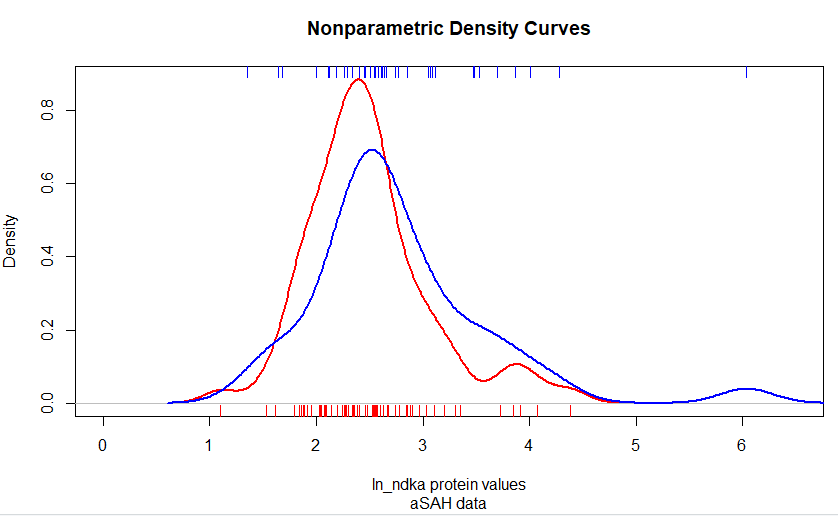 Nonparametric Density Curves
Density
0.0
0.2
0.4
0.6
0.8
0 1 2 3 4 5 6
ln_ndka protein values
aSAH data